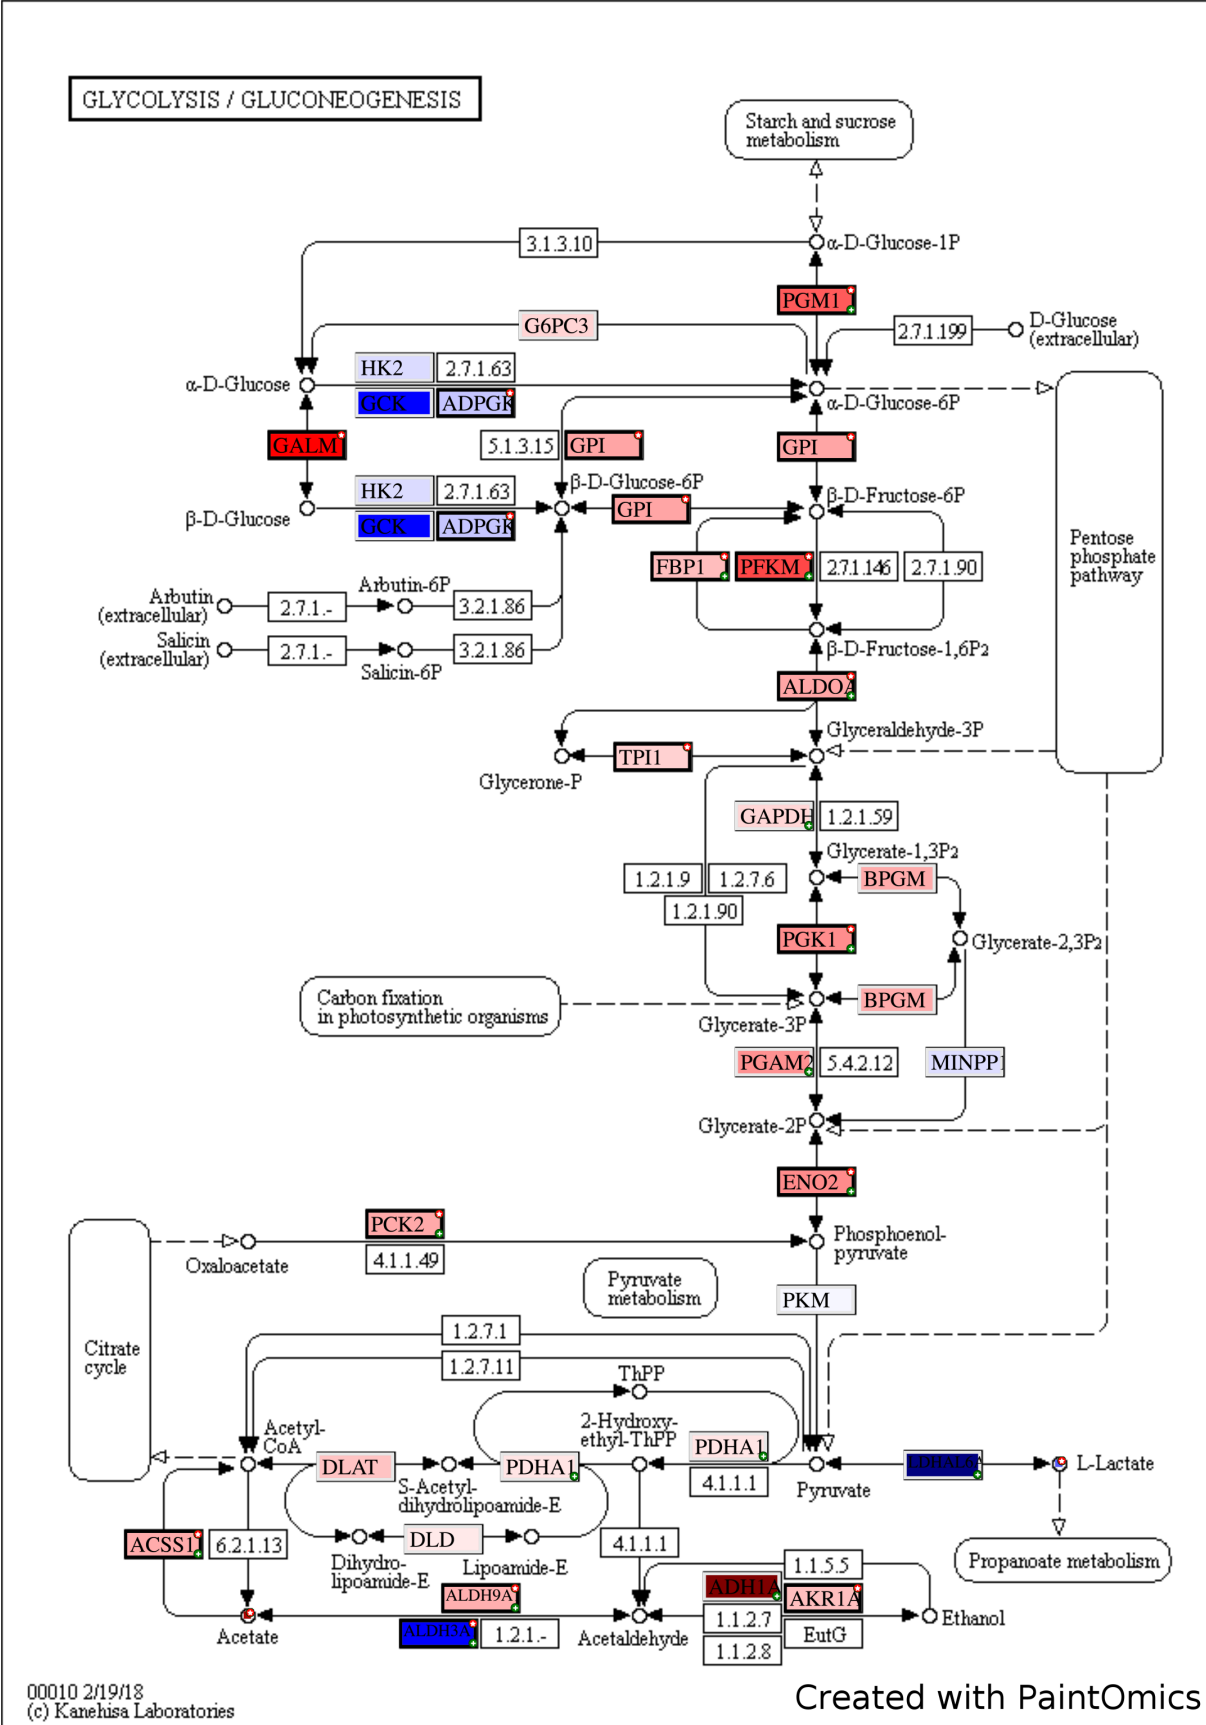 GLYCOLYSIS / GLUCONEOGENESIS
Starch and sucrose
metabolism
3.1.3.10
α-D-Glucose-1P
PGM1
G6PC3
2.7.1.199
D-Glucose
(extracellular)
HK2
2.7.1.63
α-D-Glucose
GCK
ADPGK
α-D-Glucose-6P
GALM
5.1.3.15
GPI
GPI
HK2
2.7.1.63
β-D-Glucose-6P
GPI
β-D-Fructose-6P
β-D-Glucose
GCK
ADPGK
Pentose
phosphate
pathway
FBP1
PFKM
2.7.1.146
2.7.1.90
Arbutin
(extracellular)
2.7.1.-
Arbutin-6P
3.2.1.86
Salicin
(extracellular)
2.7.1.-
Salicin-6P
3.2.1.86
β-D-Fructose-1,6P2
ALDOA
Glyceraldehyde-3P
TPI1
Glycerone-P
GAPDH
1.2.1.59
Glycerate-1,3P2
1.2.1.9
1.2.7.6
BPGM
1.2.1.90
PGK1
Glycerate-2,3P2
Carbon fixation
in photosynthetic organisms
BPGM
Glycerate-3P
PGAM2
5.4.2.12
MINPP1
Glycerate-2P
ENO2
PCK2
Oxaloacetate
4.1.1.49
Phosphoenol-
pyruvate
Pyruvate
metabolism
PKM
Citrate
cycle
1.2.7.1
1.2.7.11
ThPP
Acetyl-
CoA
2-Hydroxy-
ethyl-ThPP
PDHA1
DLAT
PDHA1
S-Acetyl-
dihydrolipoamide-E
4.1.1.1
Pyruvate
LDHAL6
L-Lactate
ACSS1
6.2.1.13
DLD
Dihydro-
lipoamide-E
Lipoamide-E
4.1.1.1
1.1.5.5
Propanoate metabolism
ALDH9A
ADH1A
AKR1A
Acetate
ALDH3A
1.2.1.-
Acetaldehyde
1.1.2.7
EutG
Ethanol
1.1.2.8
00010 2/19/18
(c) Kanehisa Laboratories
Created with PaintOmics